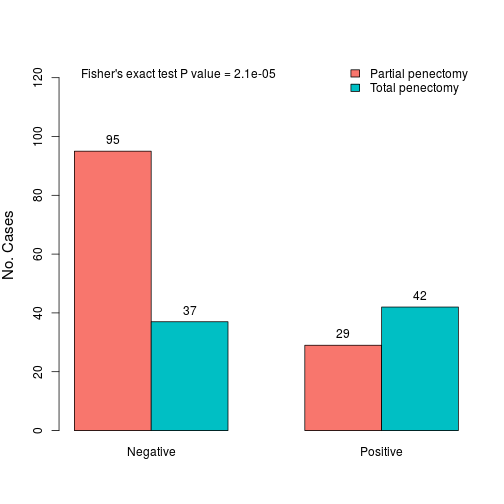 Fisher's exact test P value = 2.1e-05
Partial penectomy
Total penectomy
No. Cases
120
100
80
60
40
20
0
95
37
29
42
Negative
Positive